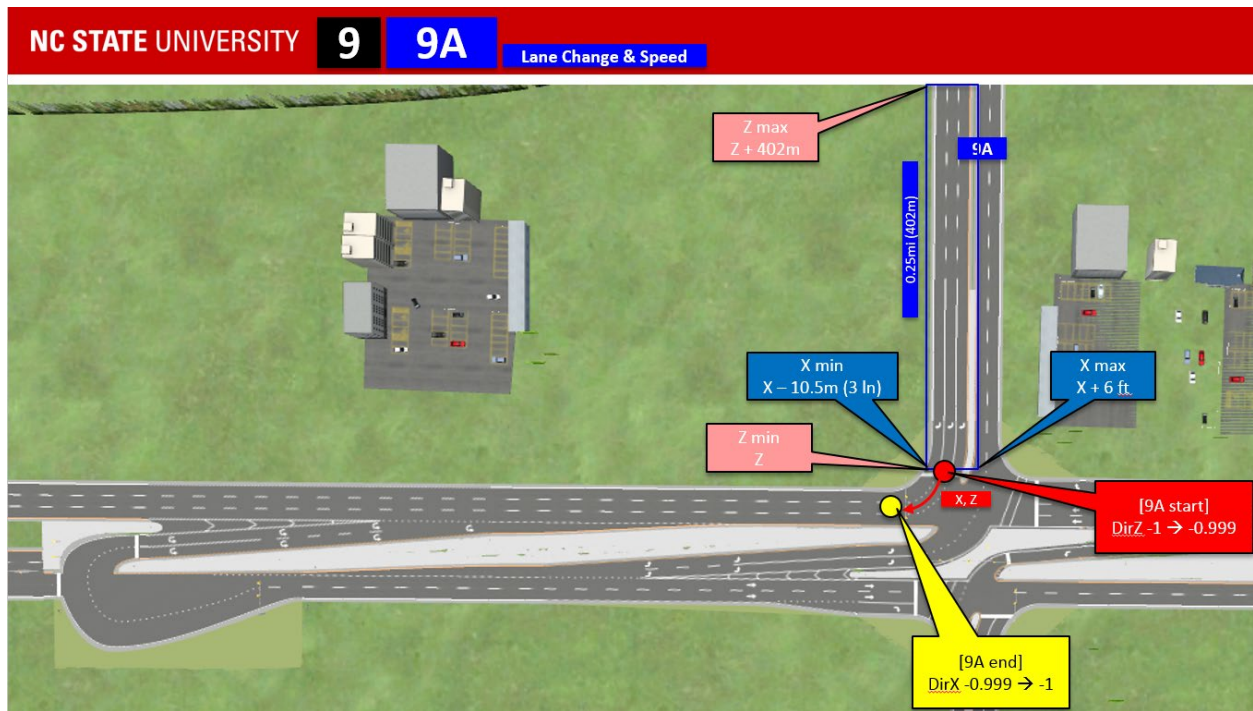 NC STATE UNIVERSITY
9
9A
Lane Change & Speed
Z max
Z + 402m
9A
0.25mi (402m)
X min
X – 10.5m (3 ln)
X max
X + 6 ft
Z min
Z
X, Z
[9A start]
DirZ -1 → -0.999
[9A end]
DirX -0.999 → -1